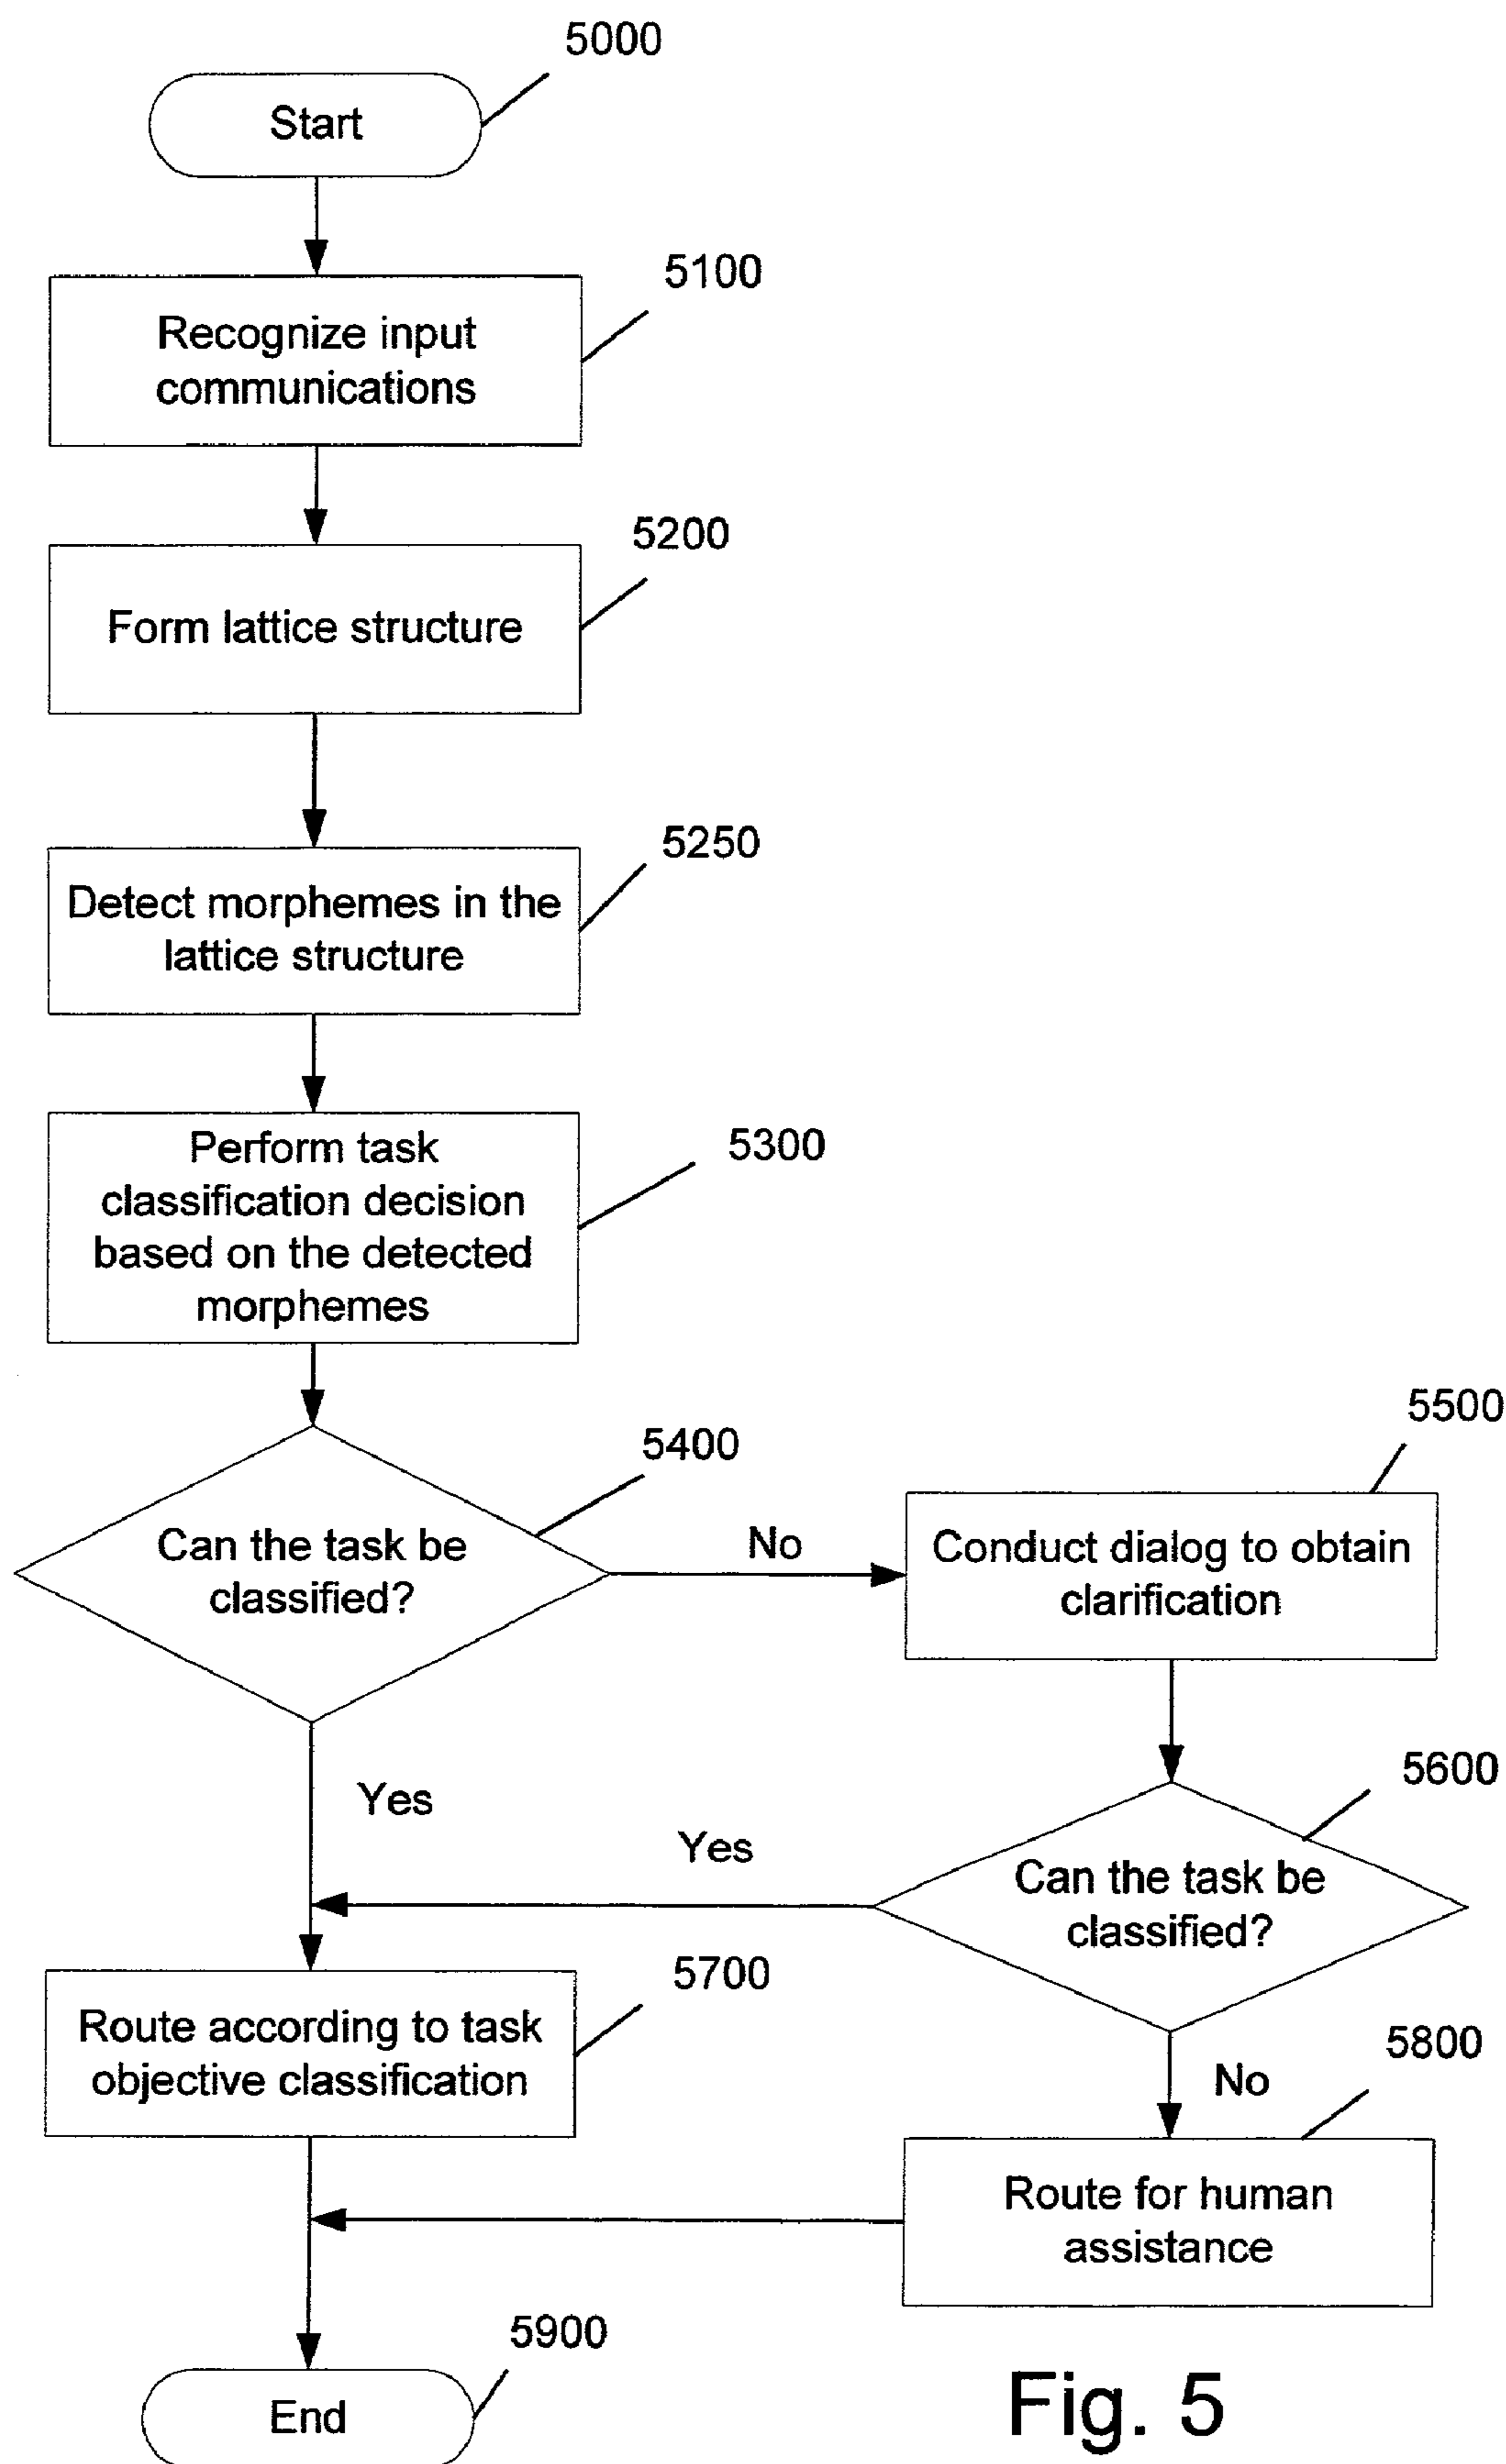 5000
Start
5100
Recognize input
communications
5200
Form lattice structure
5250
Detect morphemes in the
lattice structure
5300
Perform task
classification decision
based on the detected
morphemes
5400
Can the task be
classified?
No
5500
Conduct dialog to obtain
clarification
Yes
5600
Can the task be
classified?
Yes
5700
Route according to task
objective classification
No
5800
Route for human
assistance
5900
End
Fig. 5